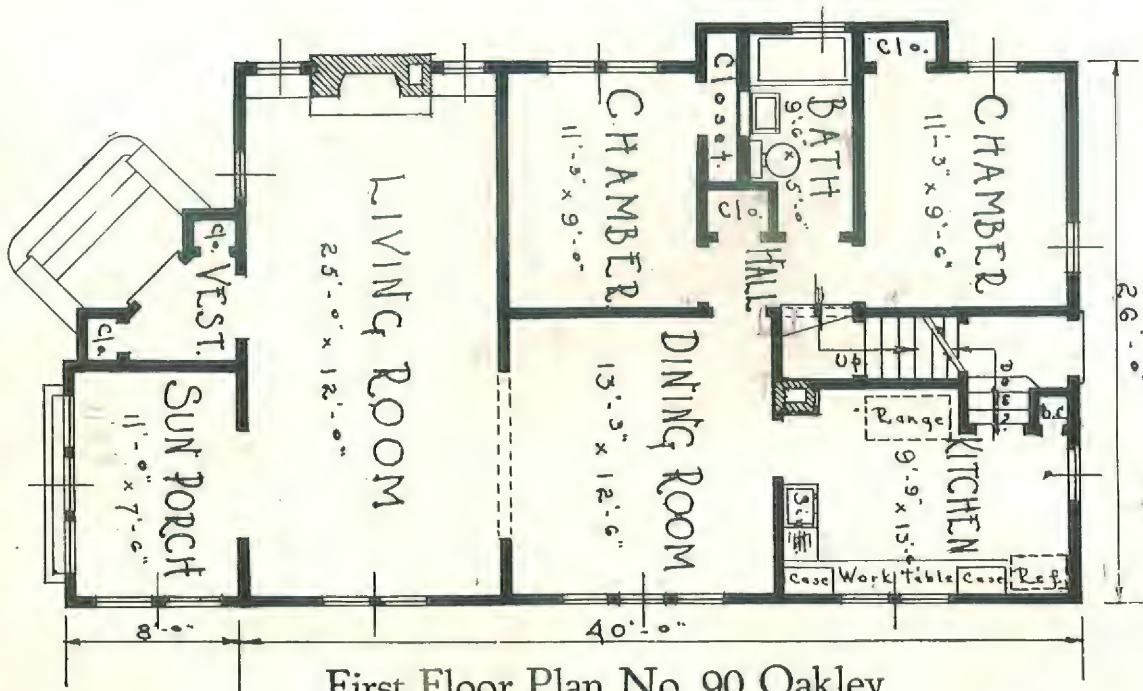 Clo.
Closet.
BATH
9'-6" x 5'-0"
CHAMBER
11'-3" x 9'-6"
CHAMBER
11'-3" x 9'-0"
Clo.
HALL
LIVING ROOM
25'-0" x 12'-0"
Clo.
VEST.
Clo.
SUN PORCH
11'-0" x 7'-6"
DINING ROOM
13'-3" x 12'-6"
Up
Down
Range
B.C
KITCHEN
9'-9" x 13'-6"
Sink
Case
Work table
Case
Ref.
26'-0"
8'-0"
40'-0"
First Floor Plan No. 90 Oakley